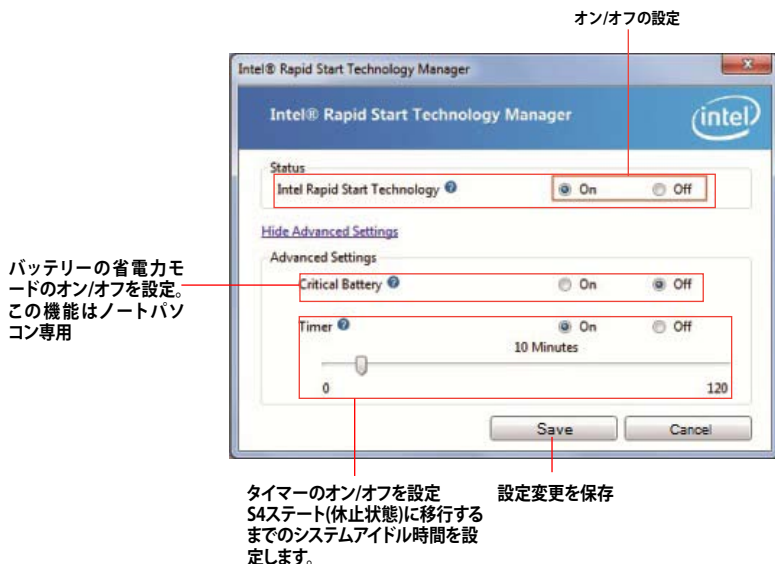 オン/オフの設定
Intel® Rapid Start Technology Manager
Intel® Rapid Start Technology Manager
intel
Status
Intel Rapid Start Technology ? On Off
Hide Advanced Settings
Advanced Settings
Critical Battery ? On Off
Timer ? On Off
10 Minutes
0 120
Save Cancel
バッテリーの省電力モ
ードのオン/オフを設定。
この機能はノートパソ
コン専用
タイマーのオン/オフを設定
S4ステート(休止状態)に移行する
までのシステムアイドル時間を設
定します。
設定変更を保存